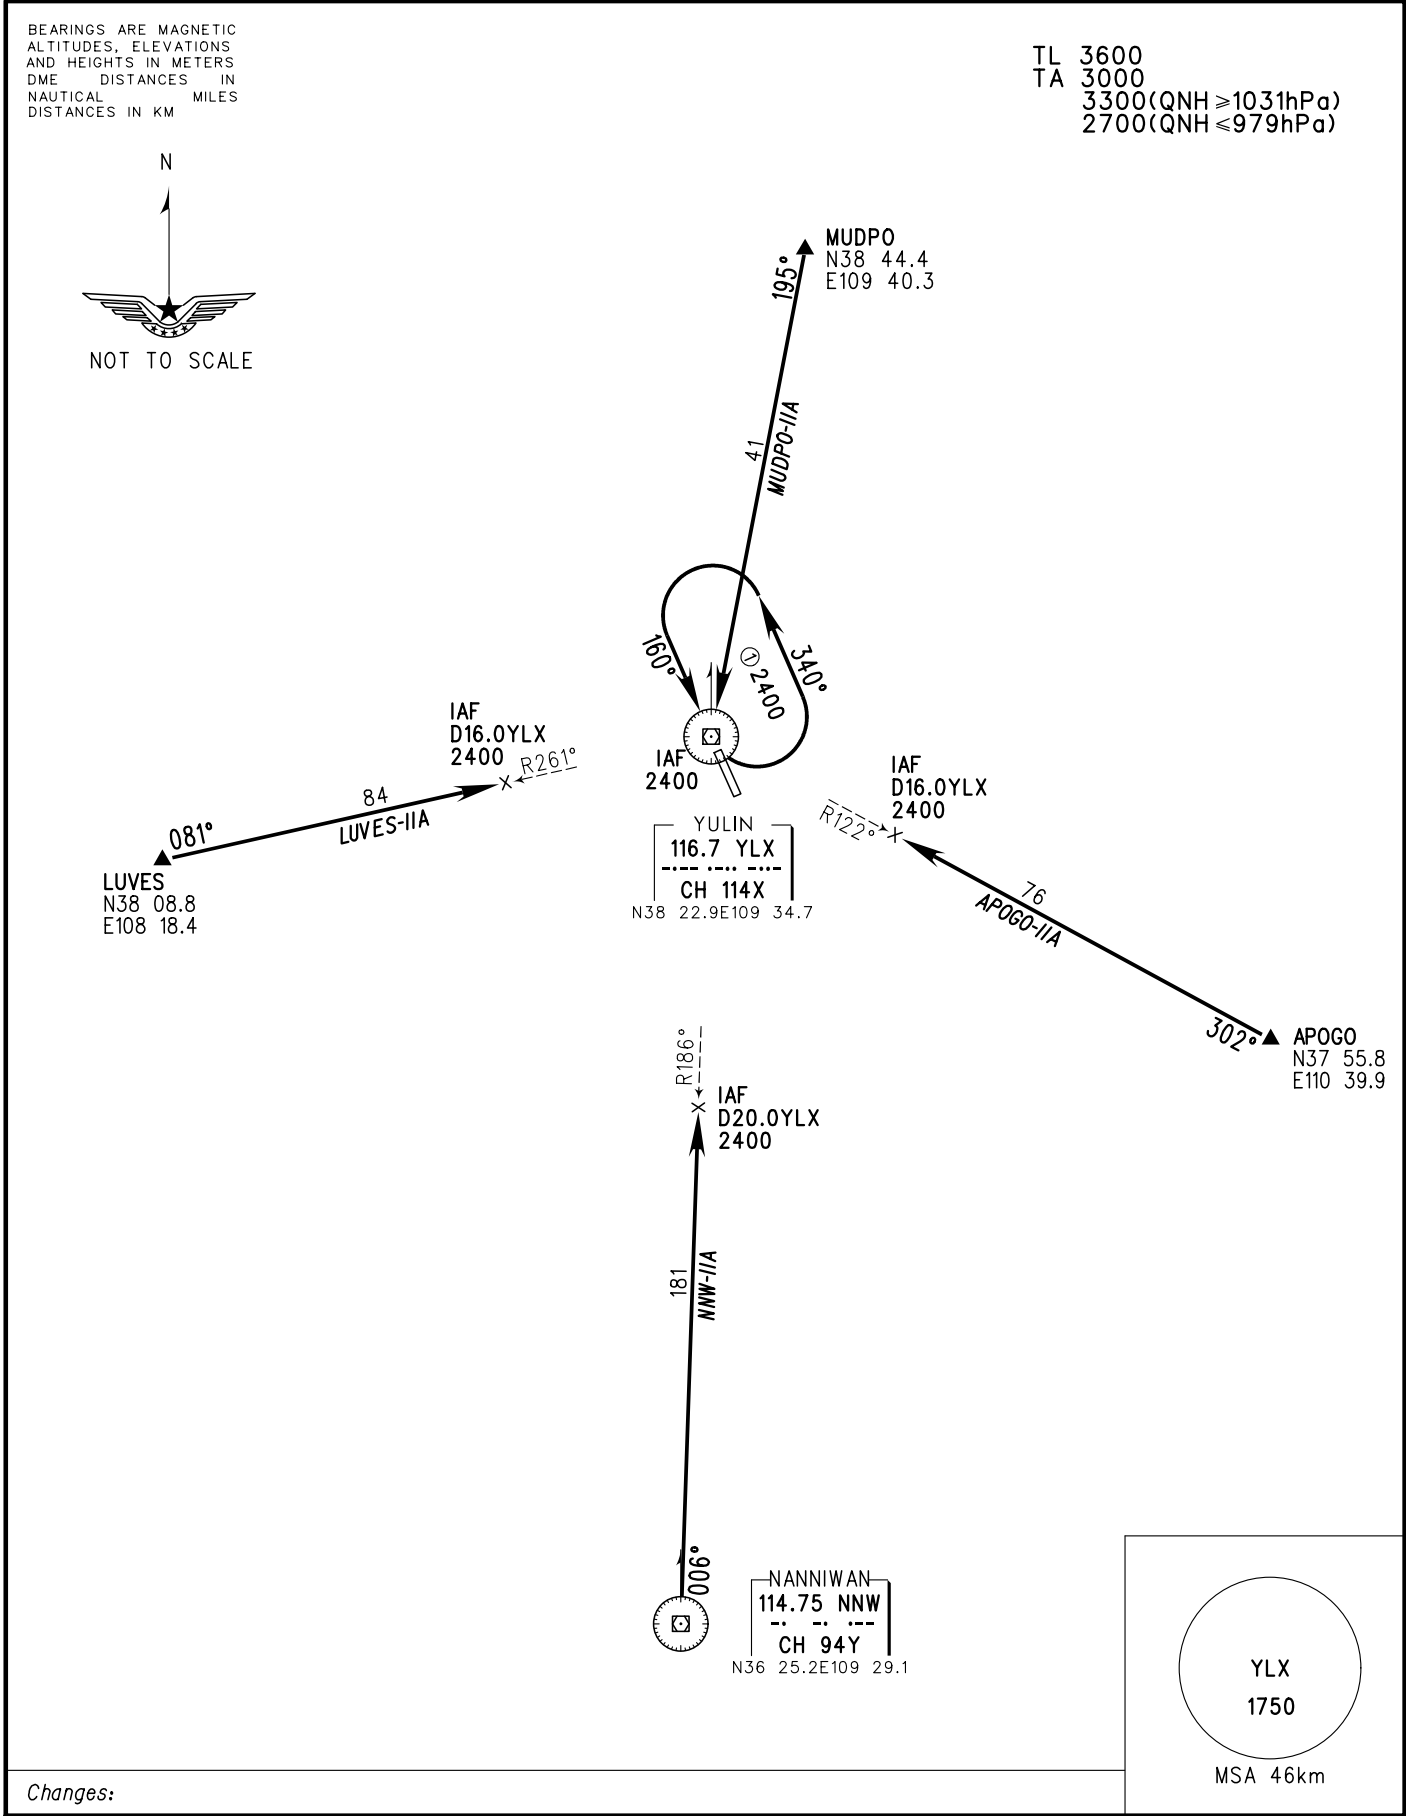 BEARINGS ARE MAGNETIC
ALTITUDES, ELEVATIONS
AND HEIGHTS IN METERS
DME DISTANCES IN
NAUTICAL MILES
DISTANCES IN KM
TL 3600
TA 3000
3300(QNH⩾1031hPa)
2700(QNH⩽979hPa)
N
NOT TO SCALE
MUDPO
N38 44.4
E109 40.3
195°
41
MUDPO-11A
160°
340°
①2400
IAF
D16.0YLX
2400
R261°
IAF
2400
IAF
D16.0YLX
2400
R122°
84
LUVES-11A
081°
LUVES
N38 08.8
E108 18.4
YULIN
116.7 YLX
-·-- ·-·· -··-
CH 114X
N38 22.9E109 34.7
76
APOGO-11A
302°
APOGO
N37 55.8
E110 39.9
R186°
IAF
D20.0YLX
2400
181
NNW-11A
006°
NANNIWAN
114.75 NNW
-· -· ·--
CH 94Y
N36 25.2E109 29.1
YLX
1750
MSA 46km
Changes: